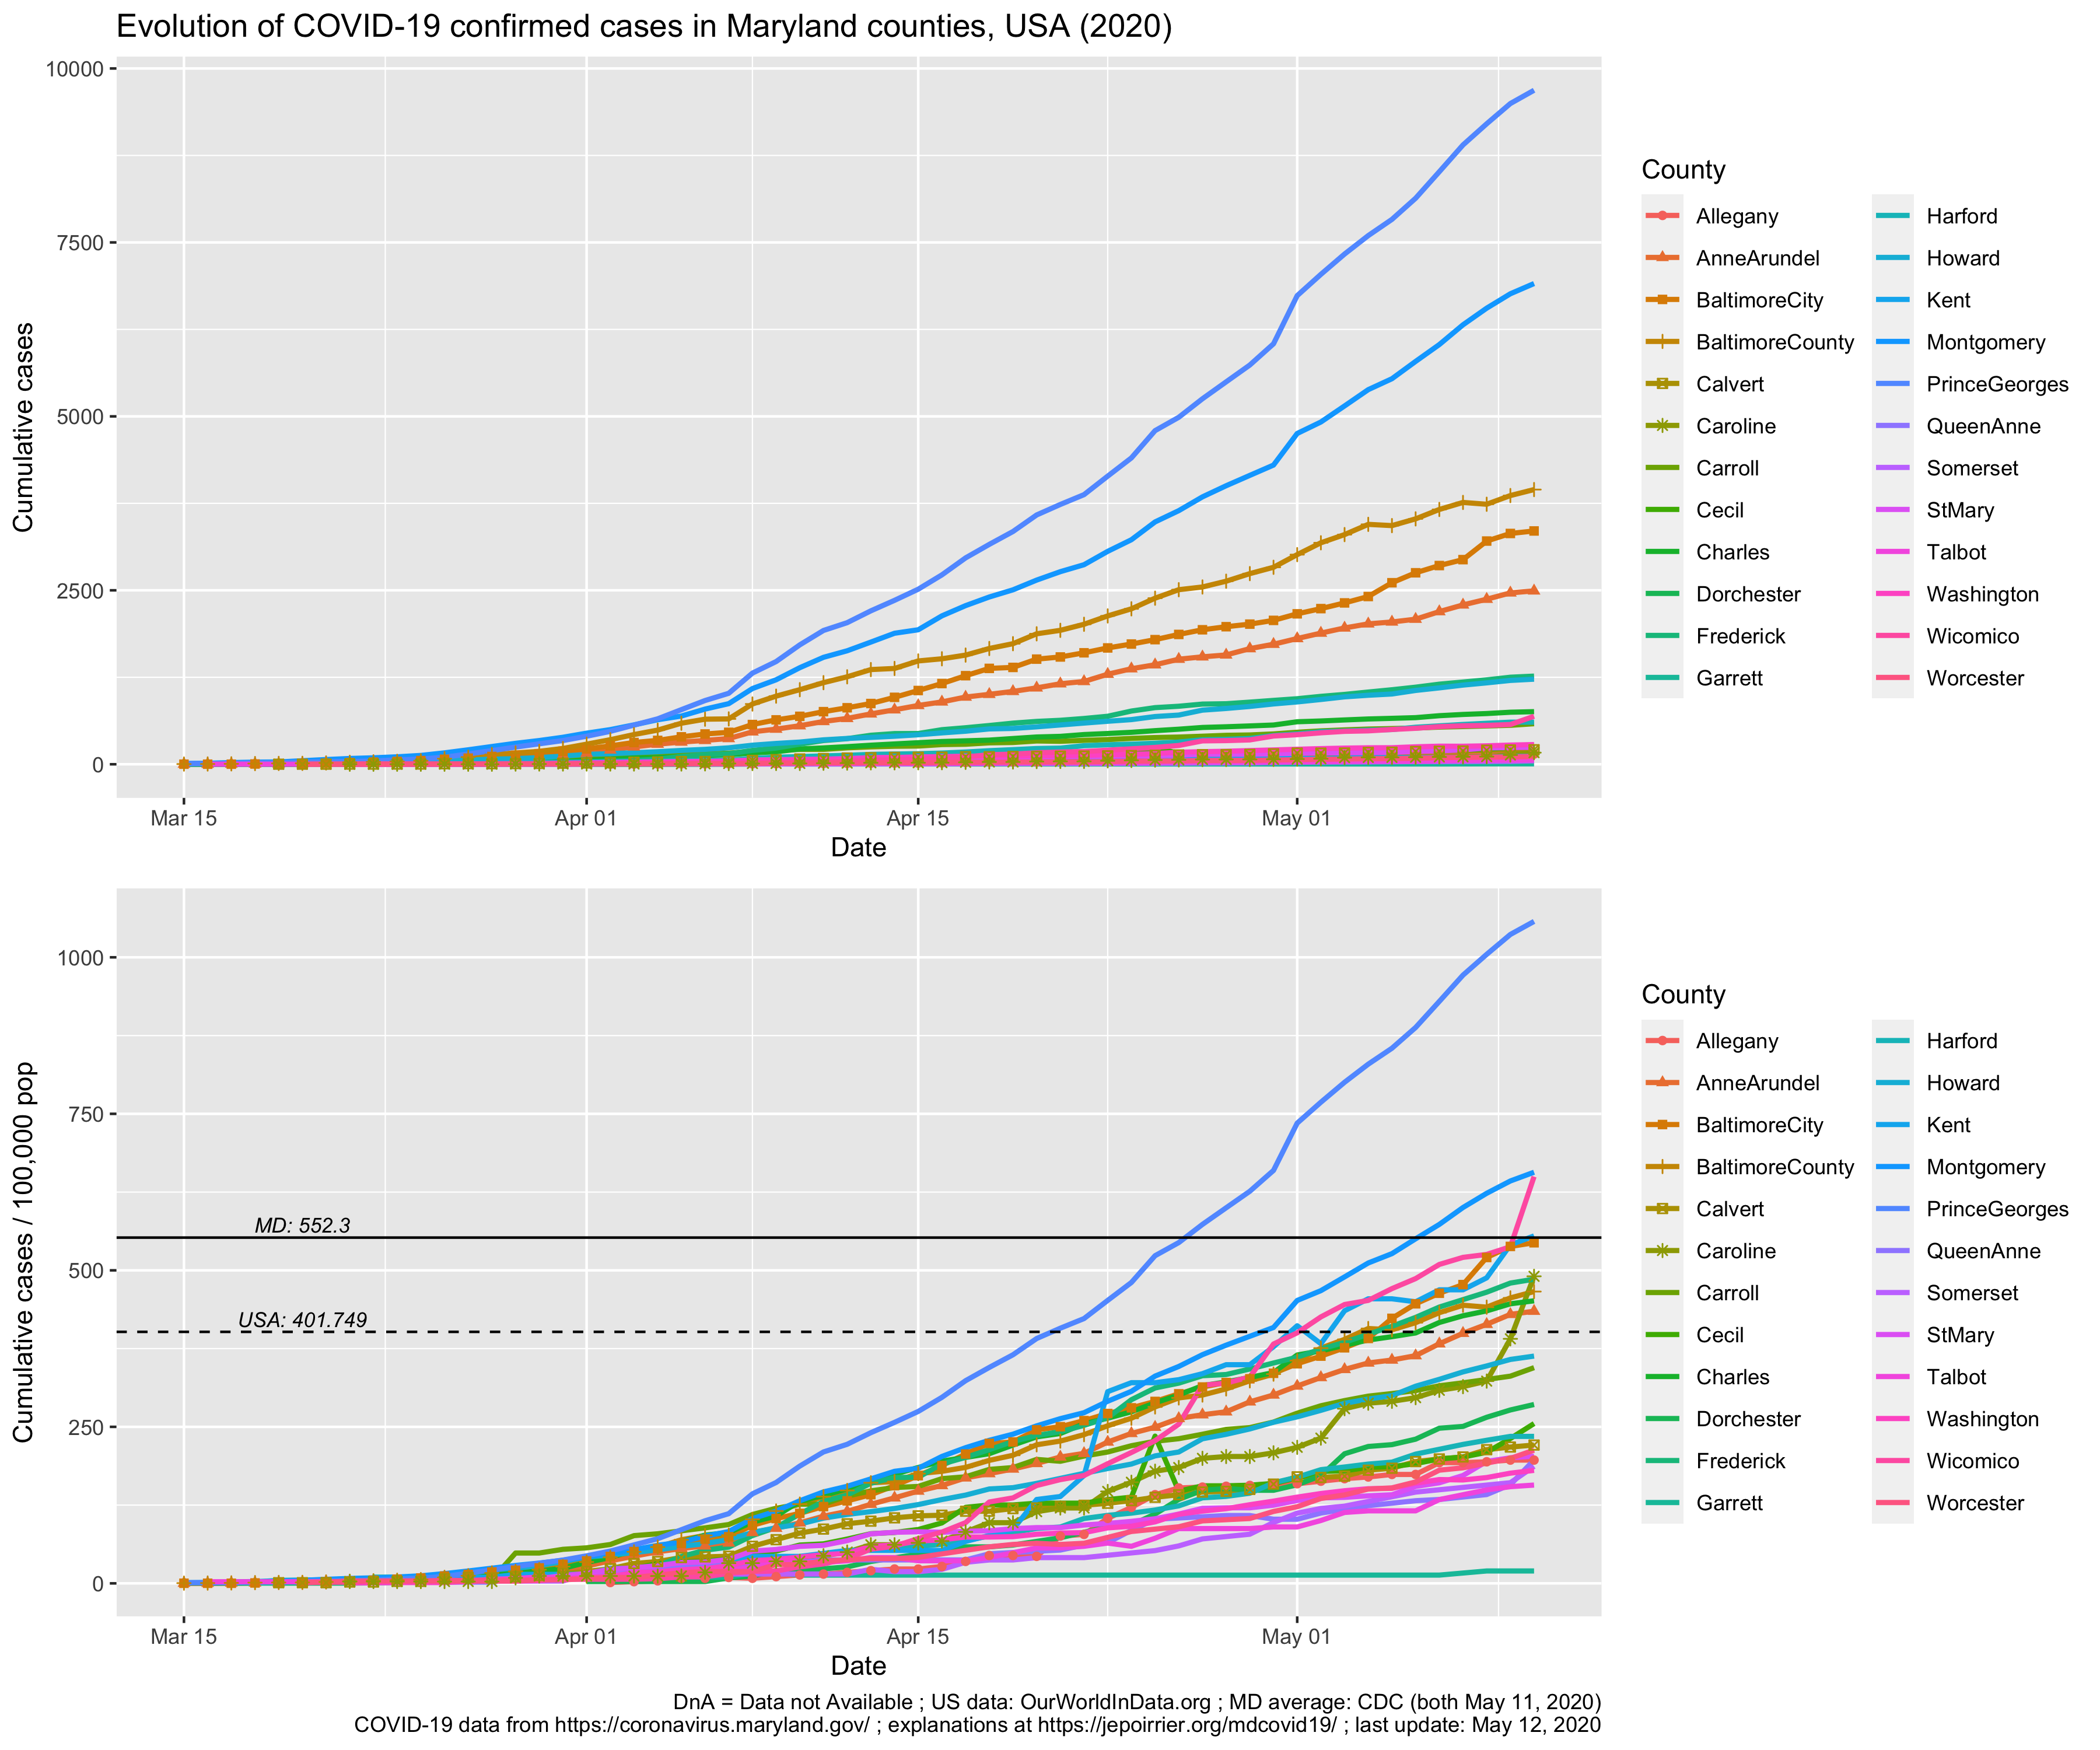 Evolution of COVID-19 confirmed cases in Maryland counties, USA (2020)
Cumulative cases
10000
7500
5000
2500
0
Mar 15
Apr 01
Apr 15
May 01
Date
County
Allegany
AnneArundel
BaltimoreCity
BaltimoreCounty
Calvert
Caroline
Carroll
Cecil
Charles
Dorchester
Frederick
Garrett
Harford
Howard
Kent
Montgomery
PrinceGeorges
QueenAnne
Somerset
StMary
Talbot
Washington
Wicomico
Worcester
Cumulative cases / 100,000 pop
1000
750
500
250
0
MD: 552.3
USA: 401.749
Mar 15
Apr 01
Apr 15
May 01
Date
County
Allegany
AnneArundel
BaltimoreCity
BaltimoreCounty
Calvert
Caroline
Carroll
Cecil
Charles
Dorchester
Frederick
Garrett
Harford
Howard
Kent
Montgomery
PrinceGeorges
QueenAnne
Somerset
StMary
Talbot
Washington
Wicomico
Worcester
DnA = Data not Available ; US data: OurWorldInData.org ; MD average: CDC (both May 11, 2020)
COVID-19 data from https://coronavirus.maryland.gov/ ; explanations at https://jepoirrier.org/mdcovid19/ ; last update: May 12, 2020